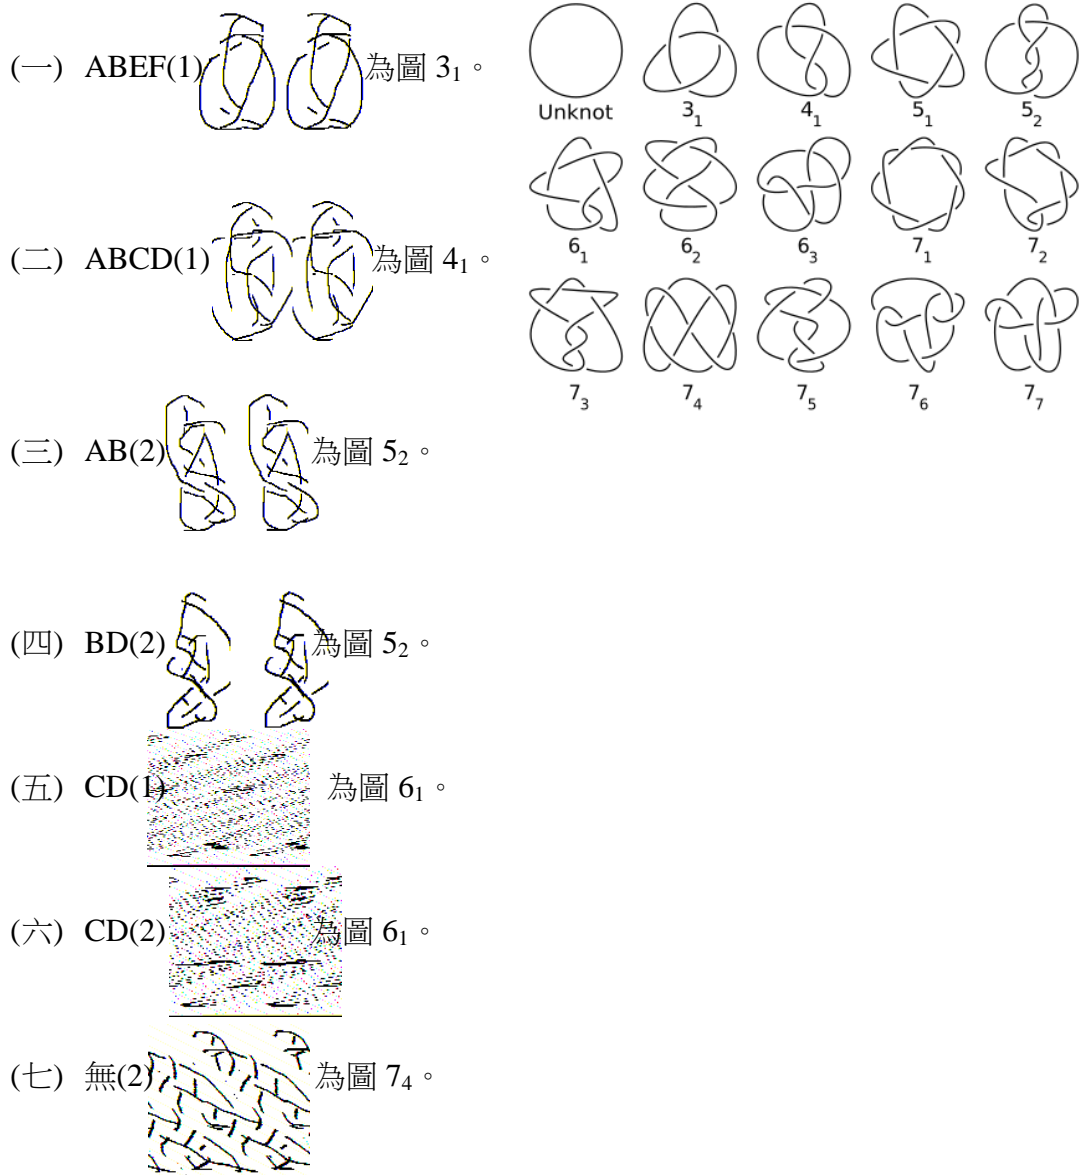 (一) ABEF(1) 為圖 3₁。
(二) ABCD(1) 為圖 4₁。
(三) AB(2) 為圖 5₂。
(四) BD(2) 為圖 5₂。
(五) CD(1) 為圖 6₁。
(六) CD(2) 為圖 6₁。
(七) 無(2) 為圖 7₄。
Unknot 3₁ 4₁ 5₁ 5₂
6₁ 6₂ 6₃ 7₁ 7₂
7₃ 7₄ 7₅ 7₆ 7₇